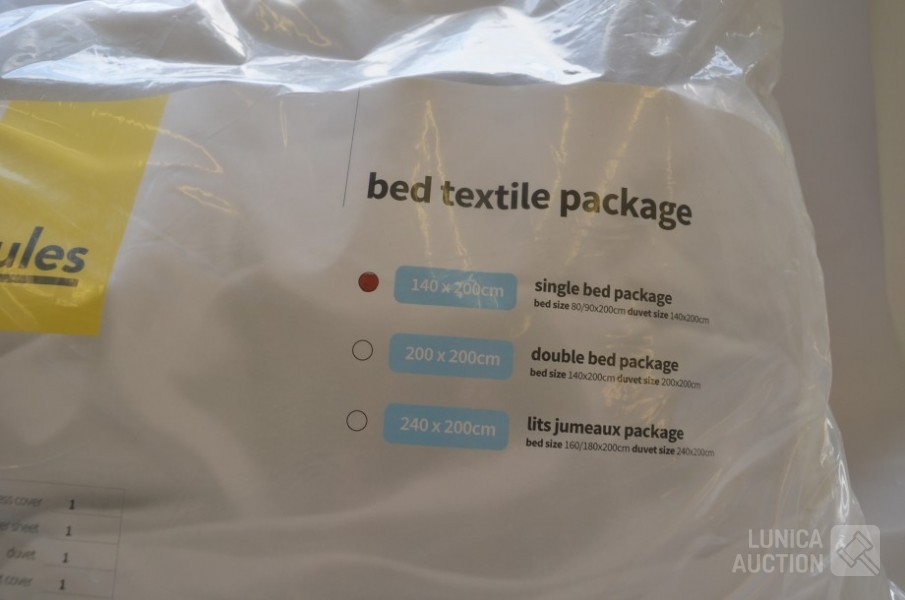 bed textile package
ules
140 x 200cm single bed package
bed size 80/90x200cm duvet size 140x200cm
200 x 200cm double bed package
bed size 140x200cm duvet size 200x200cm
240 x 200cm lits jumeaux package
bed size 160/180x200cm duvet size 240x200cm
ss cover 1
er sheet 1
duvet 1
t cover 1
LUNICA
AUCTION